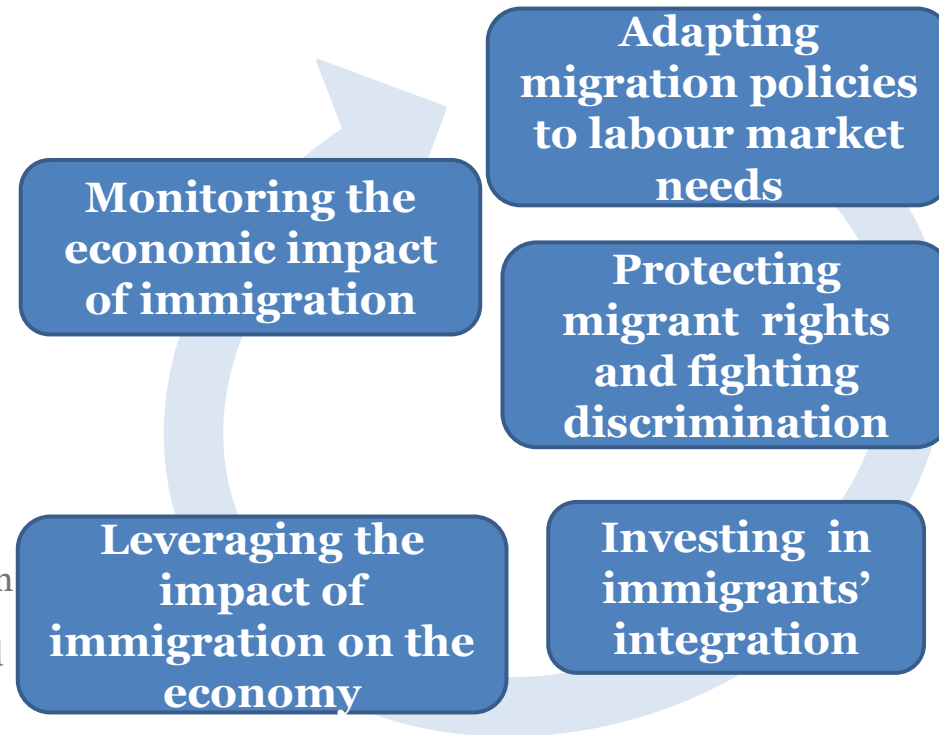 Adapting
migration policies
to labour market
needs
Protecting
migrant rights
and fighting
discrimination
Investing in
immigrants’
integration
Leveraging the
impact of
immigration on the
economy
Monitoring the
economic impact
of immigration